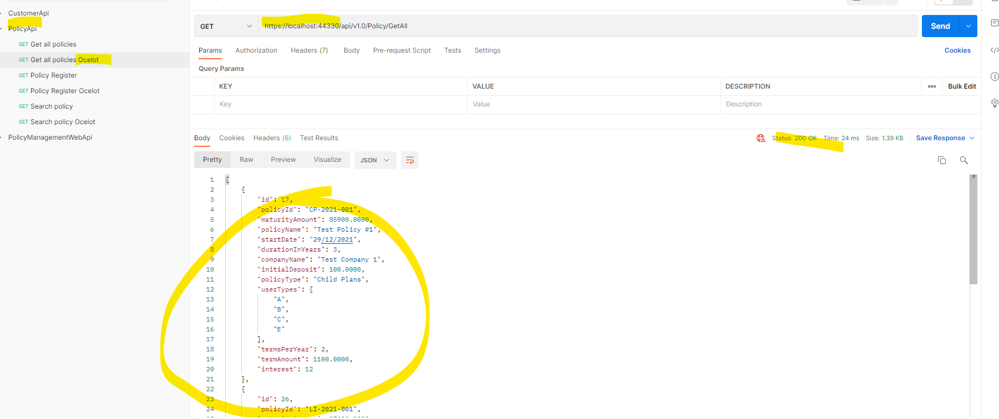 CustomerApi
PolicyApi
GET Get all policies
GET Get all policies Ocelot
GET Policy Register
GET Policy Register Ocelot
GET Search policy
GET Search policy Ocelot
PolicyManagementWebApi
GET https://localhost:44330/api/v1.0/Policy/GetAll Send
Params Authorization Headers (7) Body Pre-request Script Tests Settings Cookies
Query Params
KEY VALUE DESCRIPTION Bulk Edit
Key Value Description
Body Cookies Headers (6) Test Results Status: 200 OK Time: 24 ms Size: 1.39 KB Save Response
Pretty Raw Preview Visualize JSON
1 [
2 {
3 "id": 17,
4 "policyId": "CP-2021-001",
5 "maturityAmount": 85900.0000,
6 "policyName": "Test Policy #1",
7 "startDate": "29/12/2021",
8 "durationInYears": 3,
9 "companyName": "Test Company 1",
10 "initialDeposit": 100.0000,
11 "policyType": "Child Plans",
12 "userTypes": [
13 "A",
14 "B",
15 "C",
16 "E"
17 ],
18 "termsPerYear": 2,
19 "termAmount": 1100.0000,
20 "interest": 12
21 },
22 {
23 "id": 26,
24 "policyId": "LI-2021-001",